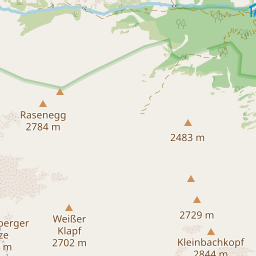 Rasenegg
2784 m
2483 m
berger
ze
m
Weißer
Klapf
2702 m
2729 m
Kleinbachkopf
2844 m